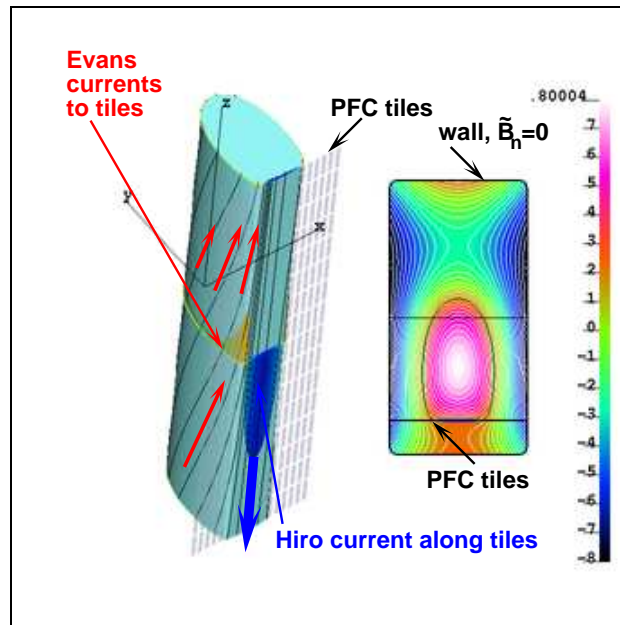 Evans
currents
to tiles
PFC tiles
wall, B̃n=0
z
x
.80004
.7
.5
.4
.3
.2
.1
.0
-.1
-.2
-.3
-.4
-.5
-.6
-.7
-.8
PFC tiles
Hiro current along tiles